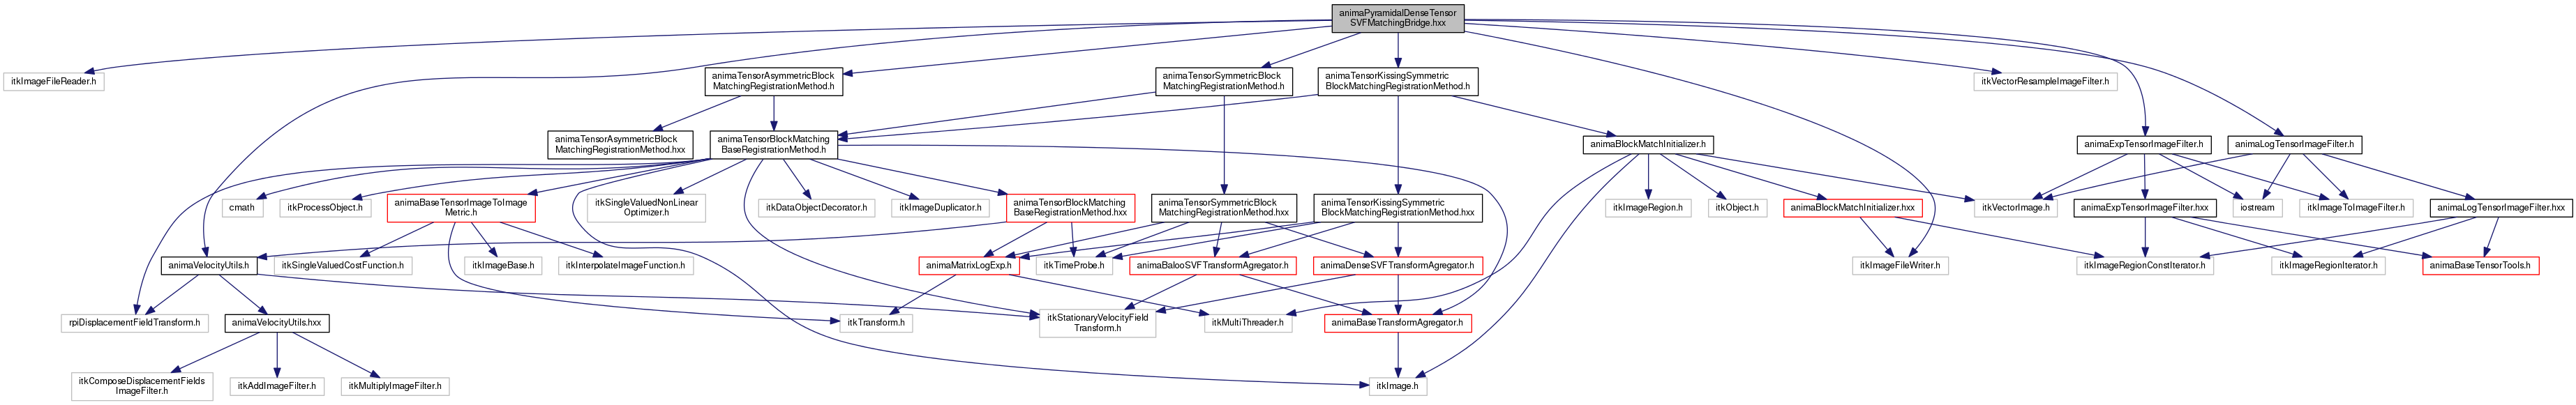 animaPyramidalDenseTensor
SVFMatchingBridge.hxx
itkImageFileReader.h
animaTensorAsymmetricBlock
MatchingRegistrationMethod.h
animaTensorSymmetricBlock
MatchingRegistrationMethod.h
animaTensorKissingSymmetric
BlockMatchingRegistrationMethod.h
itkVectorResampleImageFilter.h
animaTensorAsymmetricBlock
MatchingRegistrationMethod.hxx
animaTensorBlockMatching
BaseRegistrationMethod.h
animaBlockMatchInitializer.h
animaExpTensorImageFilter.h
animaLogTensorImageFilter.h
cmath
itkProcessObject.h
animaBaseTensorImageToImage
Metric.h
itkSingleValuedNonLinear
Optimizer.h
itkDataObjectDecorator.h
itkImageDuplicator.h
animaTensorBlockMatching
BaseRegistrationMethod.hxx
animaTensorSymmetricBlock
MatchingRegistrationMethod.hxx
animaTensorKissingSymmetric
BlockMatchingRegistrationMethod.hxx
itkImageRegion.h
itkObject.h
animaBlockMatchInitializer.hxx
itkVectorImage.h
animaExpTensorImageFilter.hxx
iostream
itkImageToImageFilter.h
animaLogTensorImageFilter.hxx
animaVelocityUtils.h
itkSingleValuedCostFunction.h
itkImageBase.h
itkInterpolateImageFunction.h
animaMatrixLogExp.h
itkTimeProbe.h
animaBalooSVFTransformAgregator.h
animaDenseSVFTransformAgregator.h
itkImageFileWriter.h
itkImageRegionConstIterator.h
itkImageRegionIterator.h
animaBaseTensorTools.h
rpiDisplacementFieldTransform.h
animaVelocityUtils.hxx
itkTransform.h
itkStationaryVelocityField
Transform.h
itkMultiThreader.h
animaBaseTransformAgregator.h
itkComposeDisplacementFields
ImageFilter.h
itkAddImageFilter.h
itkMultiplyImageFilter.h
itkImage.h